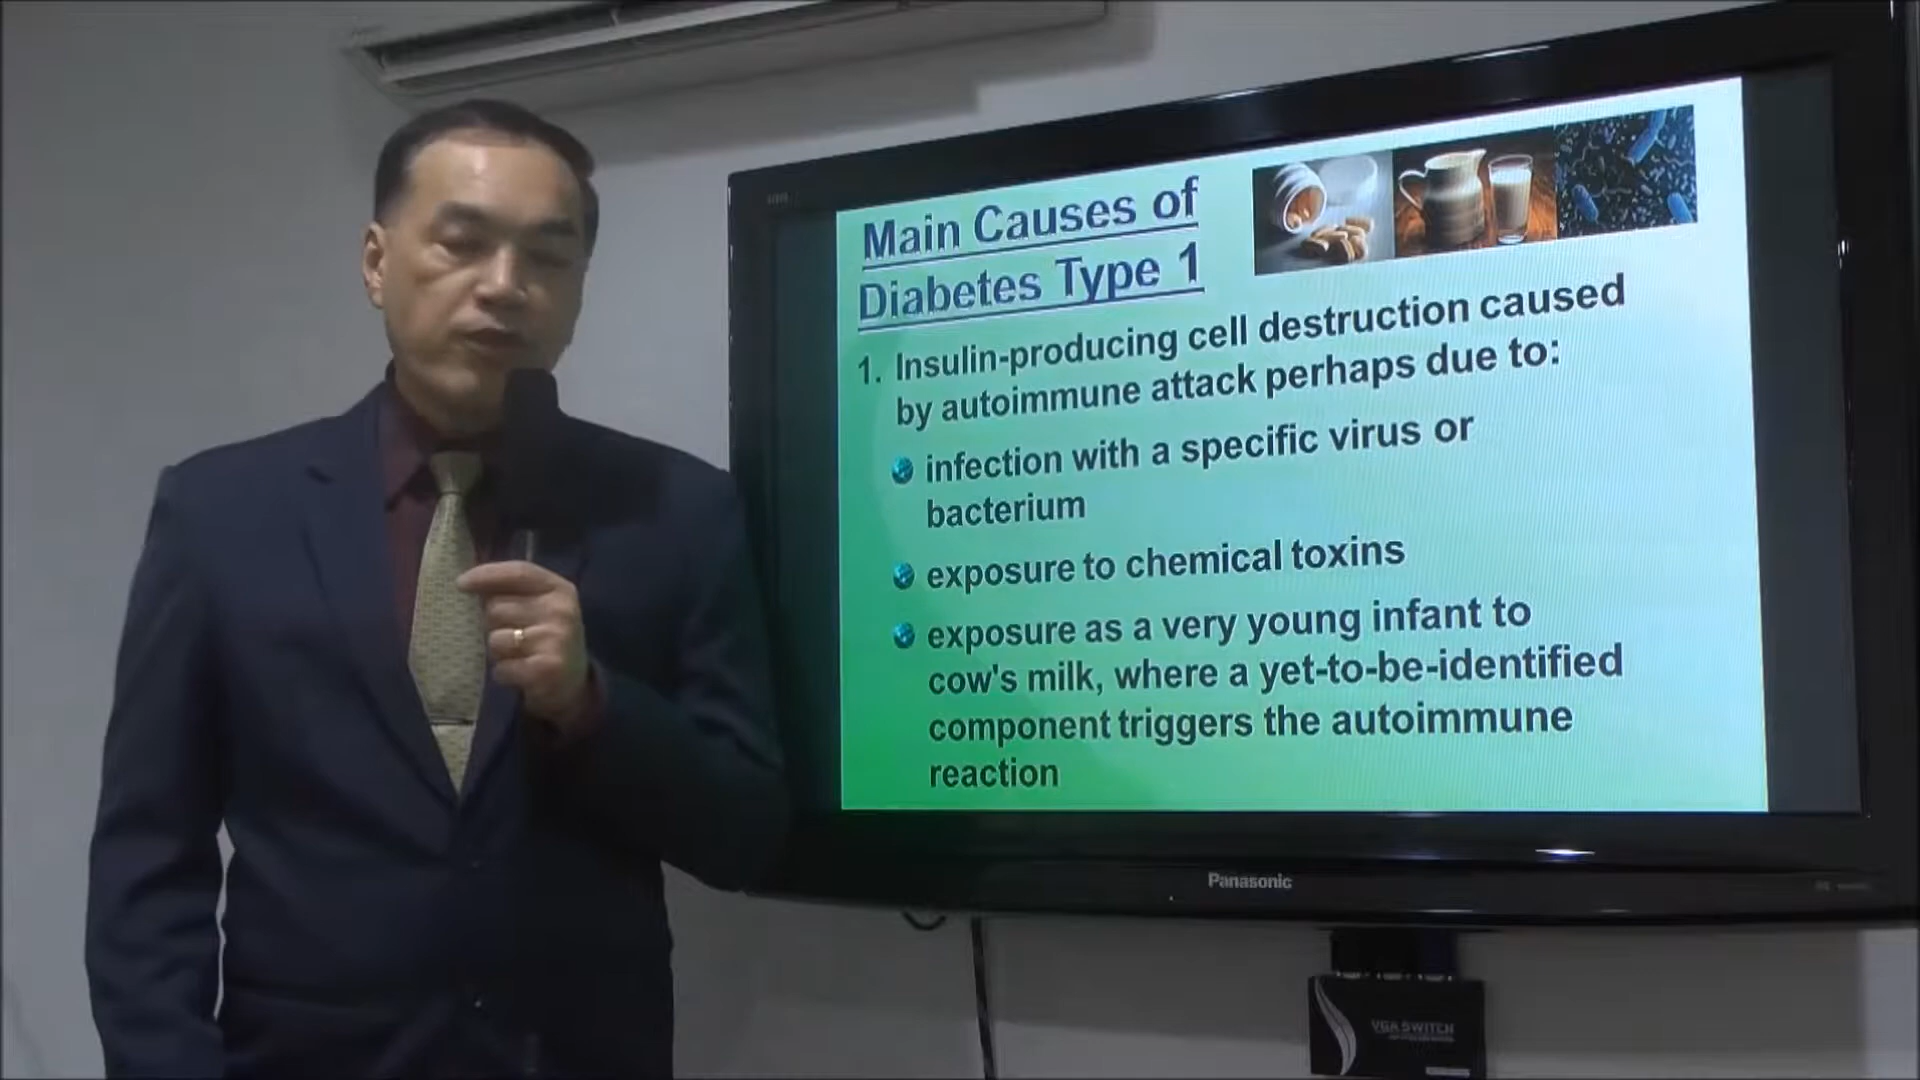 Main Causes of
Diabetes Type 1
1. Insulin-producing cell destruction caused
by autoimmune attack perhaps due to:
infection with a specific virus or
bacterium
exposure to chemical toxins
exposure as a very young infant to
cow's milk, where a yet-to-be-identified
component triggers the autoimmune
reaction
Panasonic
VGA SWITCH